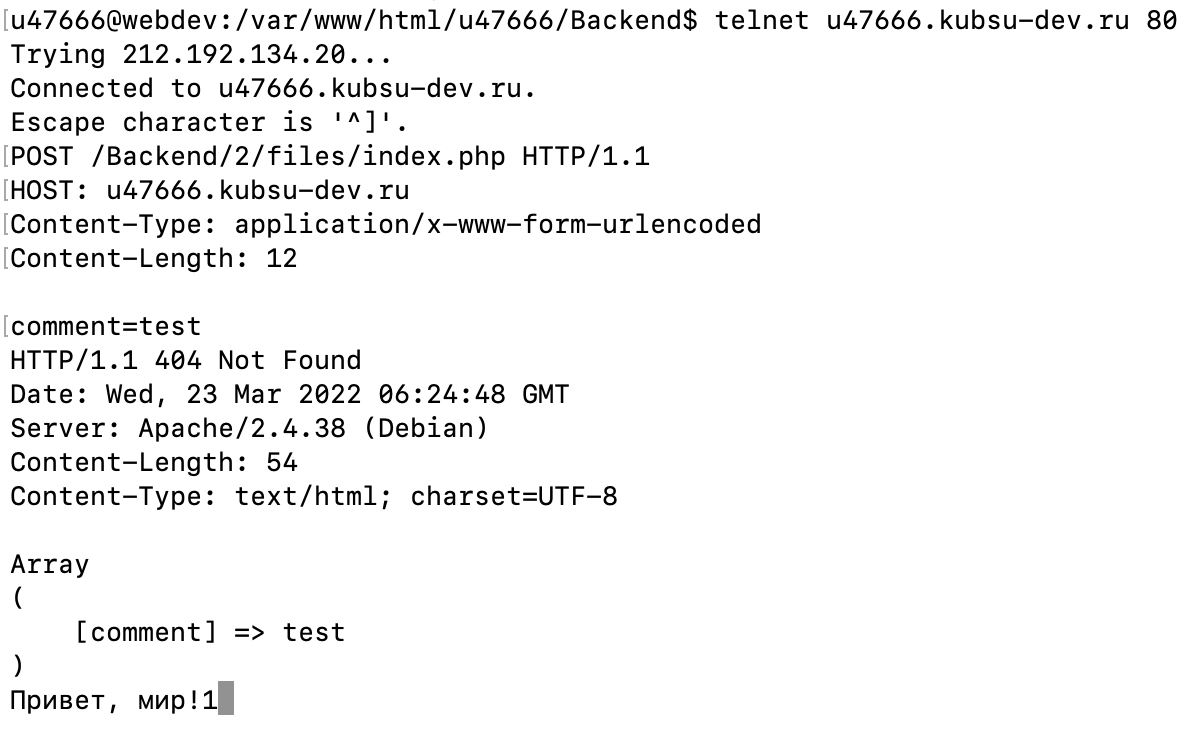 [u47666@webdev:/var/www/html/u47666/Backend$ telnet u47666.kubsu-dev.ru 80
Trying 212.192.134.20...
Connected to u47666.kubsu-dev.ru.
Escape character is '^]'.
[POST /Backend/2/files/index.php HTTP/1.1
[HOST: u47666.kubsu-dev.ru
[Content-Type: application/x-www-form-urlencoded
[Content-Length: 12
[comment=test
HTTP/1.1 404 Not Found
Date: Wed, 23 Mar 2022 06:24:48 GMT
Server: Apache/2.4.38 (Debian)
Content-Length: 54
Content-Type: text/html; charset=UTF-8
Array
(
    [comment] => test
)
Привет, мир!1